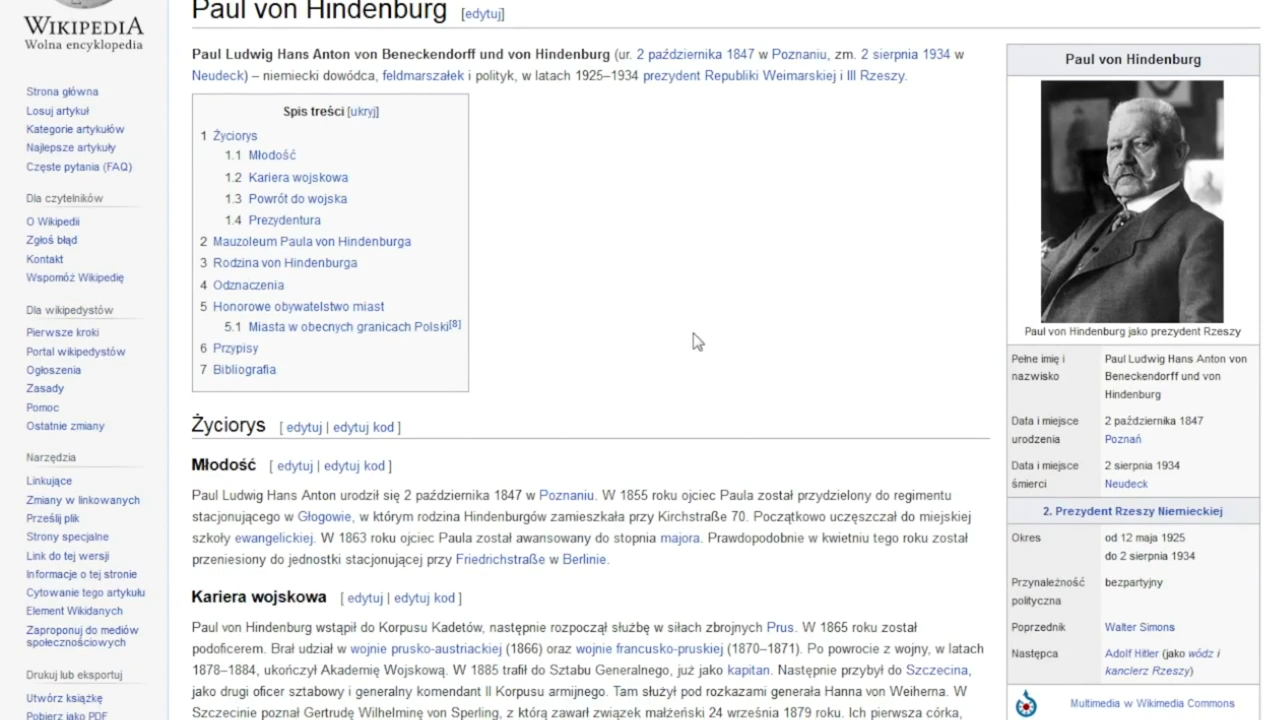 WIKIPEDIA
Wolna encyklopedia
Strona główna
Losuj artykuł
Kategorie artykułów
Najlepsze artykuły
Częste pytania (FAQ)
Dla czytelników
O Wikipedii
Zgłoś błąd
Kontakt
Wspomóż Wikipedię
Dla wikipedystów
Pierwsze kroki
Portal wikipedystów
Ogłoszenia
Zasady
Pomoc
Ostatnie zmiany
Narzędzia
Linkujące
Zmiany w linkowanych
Prześlij plik
Strony specjalne
Link do tej wersji
Informacje o tej stronie
Cytowanie tego artykułu
Element Wikidanych
Zaproponuj do mediów
społecznościowych
Drukuj lub eksportuj
Utwórz książkę
Pobierz jako PDF
Paul von Hindenburg [edytuj]
Paul Ludwig Hans Anton von Beneckendorff und von Hindenburg (ur. 2 października 1847 w Poznaniu, zm. 2 sierpnia 1934 w
Neudeck) – niemiecki dowódca, feldmarszałek i polityk, w latach 1925–1934 prezydent Republiki Weimarskiej i III Rzeszy.
Spis treści [ukryj]
1 Życiorys
1.1 Młodość
1.2 Kariera wojskowa
1.3 Powrót do wojska
1.4 Prezydentura
2 Mauzoleum Paula von Hindenburga
3 Rodzina von Hindenburga
4 Odznaczenia
5 Honorowe obywatelstwo miast
5.1 Miasta w obecnych granicach Polski[8]
6 Przypisy
7 Bibliografia
Życiorys [ edytuj | edytuj kod ]
Młodość [ edytuj | edytuj kod ]
Paul Ludwig Hans Anton urodził się 2 października 1847 w Poznaniu. W 1855 roku ojciec Paula został przydzielony do regimentu
stacjonującego w Głogowie, w którym rodzina Hindenburgów zamieszkała przy Kirchstraße 70. Początkowo uczęszczał do miejskiej
szkoły ewangelickiej. W 1863 roku ojciec Paula został awansowany do stopnia majora. Prawdopodobnie w kwietniu tego roku został
przeniesiony do jednostki stacjonującej przy Friedrichstraße w Berlinie.
Kariera wojskowa [ edytuj | edytuj kod ]
Paul von Hindenburg wstąpił do Korpusu Kadetów, następnie rozpoczął służbę w siłach zbrojnych Prus. W 1865 roku został
podoficerem. Brał udział w wojnie prusko-austriackiej (1866) oraz wojnie francusko-pruskiej (1870–1871). Po powrocie z wojny, w latach
1878–1884, ukończył Akademię Wojskową. W 1885 trafił do Sztabu Generalnego, już jako kapitan. Następnie przybył do Szczecina,
jako drugi oficer sztabowy i generalny komendant II Korpusu armijnego. Tam służył pod rozkazami generała Hanna von Weiherna. W
Szczecinie poznał Gertrudę Wilhelminę von Sperling, z którą zawarł związek małżeński 24 września 1879 roku. Ich pierwsza córka,
Paul von Hindenburg
Paul von Hindenburg jako prezydent Rzeszy
Pełne imię i nazwisko Paul Ludwig Hans Anton von
Beneckendorff und von
Hindenburg
Data i miejsce urodzenia 2 października 1847
Poznań
Data i miejsce śmierci 2 sierpnia 1934
Neudeck
2. Prezydent Rzeszy Niemieckiej
Okres od 12 maja 1925
do 2 sierpnia 1934
Przynależność polityczna bezpartyjny
Poprzednik Walter Simons
Następca Adolf Hitler (jako wódz i
kanclerz Rzeszy)
Multimedia w Wikimedia Commons